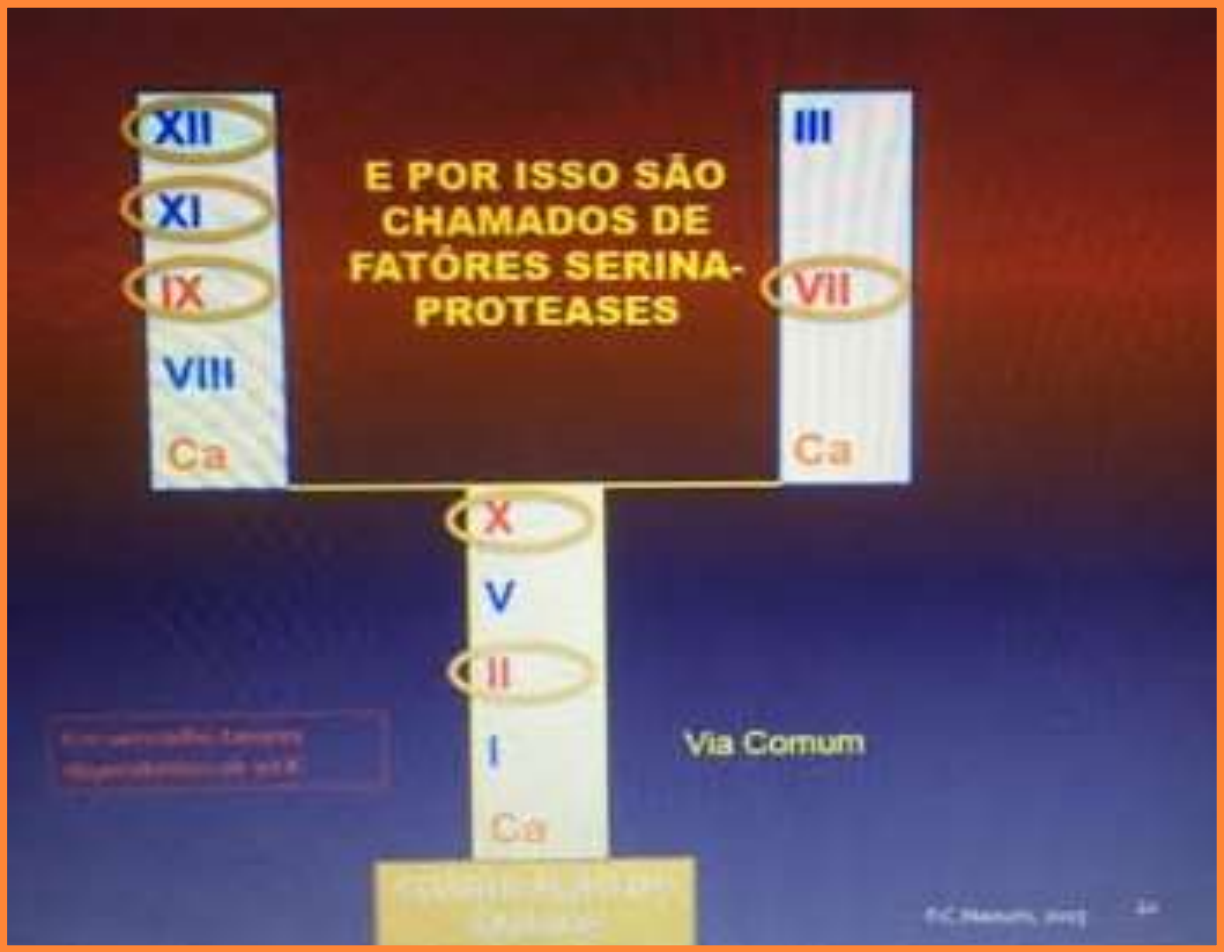 XII
XI
IX
VIII
Ca
E POR ISSO SÃO
CHAMADOS DE
FATÔRES SERINA-
PROTEASES
III
VII
Ca
X
V
II
I
Ca
Via Comum